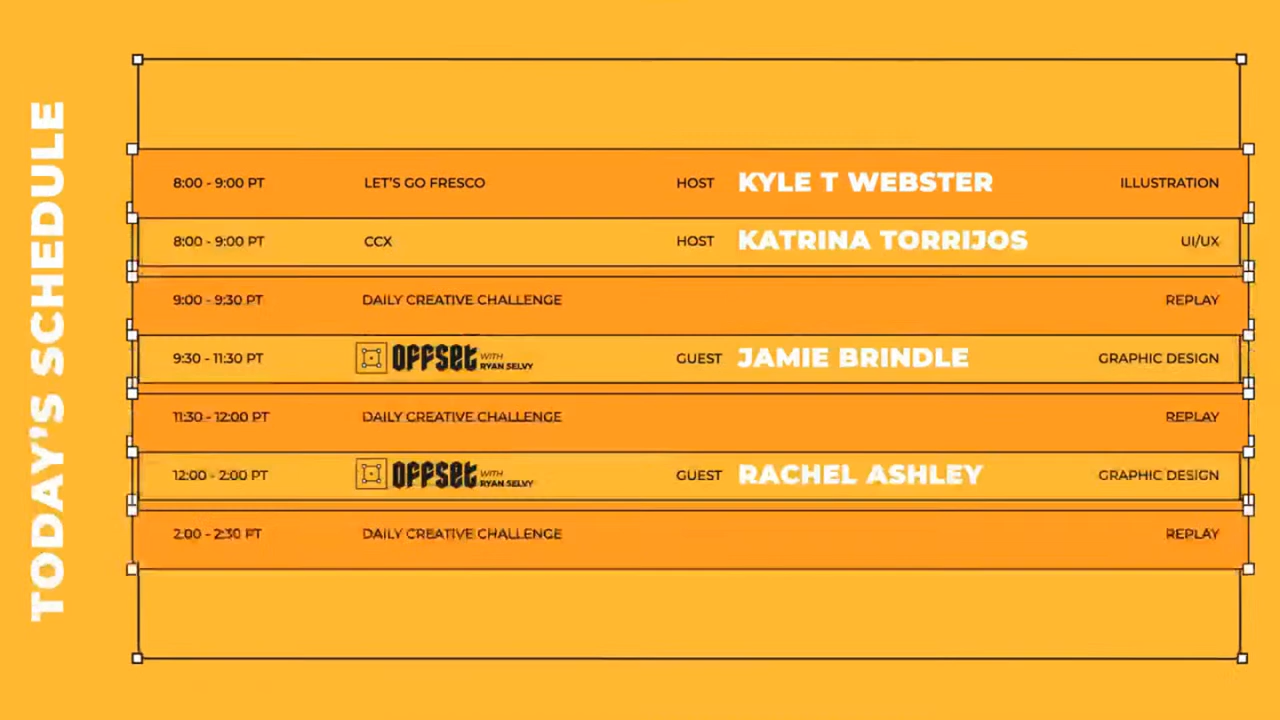 TODAY'S SCHEDULE
8:00 - 9:00 PT LET'S GO FRESCO HOST KYLE T WEBSTER ILLUSTRATION
8:00 - 9:00 PT CCX HOST KATRINA TORRIJOS UI/UX
9:00 - 9:30 PT DAILY CREATIVE CHALLENGE REPLAY
9:30 - 11:30 PT OFFSET WITH RYAN SELVY GUEST JAMIE BRINDLE GRAPHIC DESIGN
11:30 - 12:00 PT DAILY CREATIVE CHALLENGE REPLAY
12:00 - 2:00 PT OFFSET WITH RYAN SELVY GUEST RACHEL ASHLEY GRAPHIC DESIGN
2:00 - 2:30 PT DAILY CREATIVE CHALLENGE REPLAY